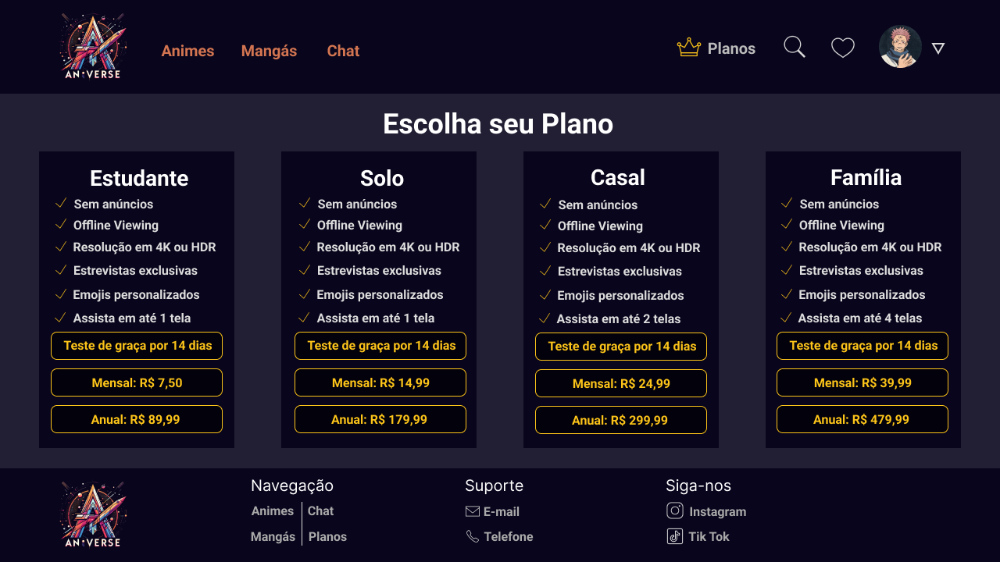 ANIVERSE
Animes
Mangás
Chat
Planos
Escolha seu Plano
Estudante
Sem anúncios
Offline Viewing
Resolução em 4K ou HDR
Estrevistas exclusivas
Emojis personalizados
Assista em até 1 tela
Teste de graça por 14 dias
Mensal: R$ 7,50
Anual: R$ 89,99
Solo
Sem anúncios
Offline Viewing
Resolução em 4K ou HDR
Estrevistas exclusivas
Emojis personalizados
Assista em até 1 tela
Teste de graça por 14 dias
Mensal: R$ 14,99
Anual: R$ 179,99
Casal
Sem anúncios
Offline Viewing
Resolução em 4K ou HDR
Estrevistas exclusivas
Emojis personalizados
Assista em até 2 telas
Teste de graça por 14 dias
Mensal: R$ 24,99
Anual: R$ 299,99
Família
Sem anúncios
Offline Viewing
Resolução em 4K ou HDR
Estrevistas exclusivas
Emojis personalizados
Assista em até 4 telas
Teste de graça por 14 dias
Mensal: R$ 39,99
Anual: R$ 479,99
ANIVERSE
Navegação
Animes
Chat
Mangás
Planos
Suporte
E-mail
Telefone
Siga-nos
Instagram
Tik Tok